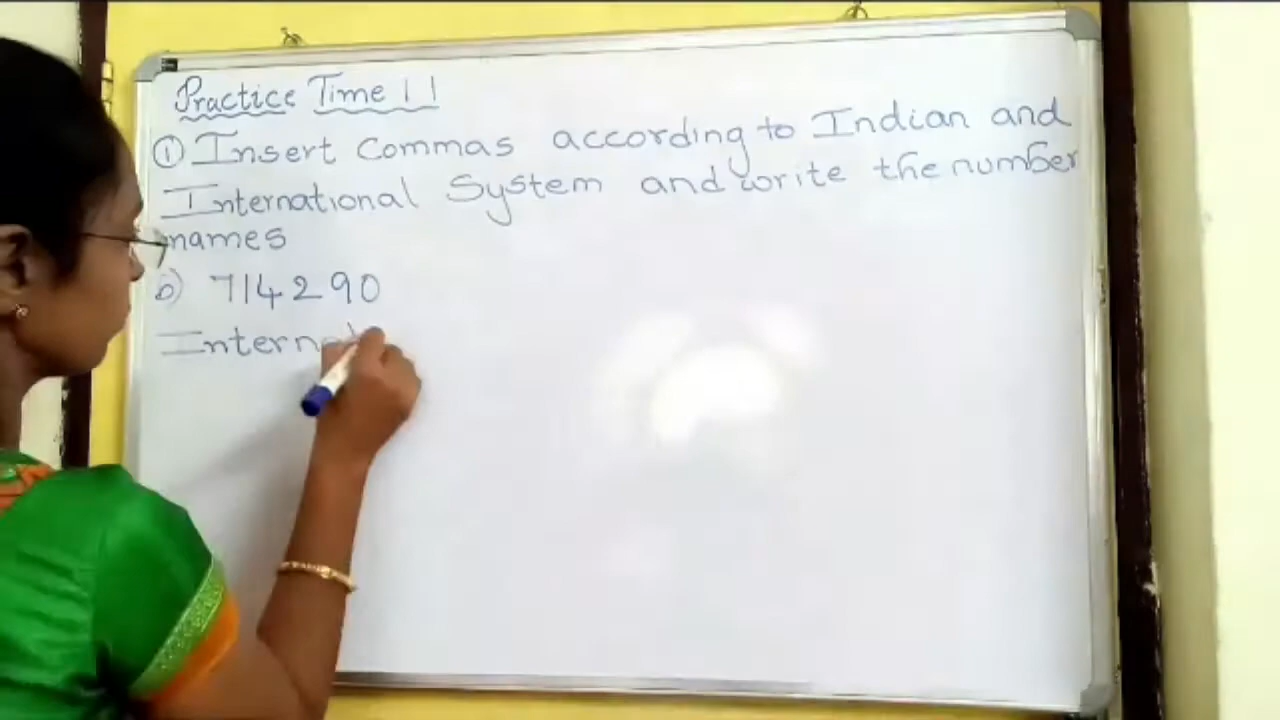 Practice Time 11
① Insert commas according to Indian and
International System and write the number
names
b) 714290
Internat